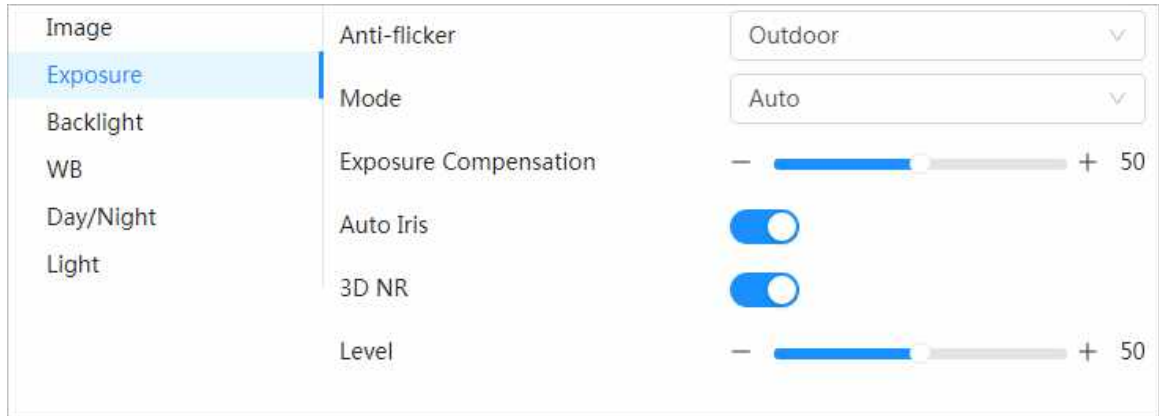 Image
Exposure
Backlight
WB
Day/Night
Light
Anti-flicker Outdoor
Mode Auto
Exposure Compensation − + 50
Auto Iris
3D NR
Level − + 50